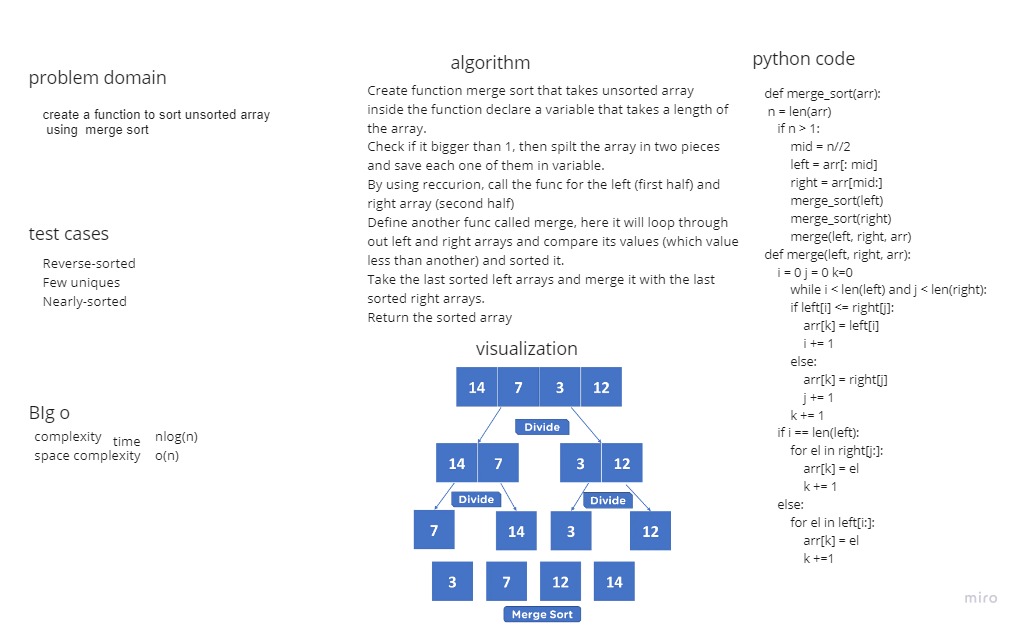 problem domain
create a function to sort unsorted array
using merge sort
test cases
Reverse-sorted
Few uniques
Nearly-sorted
BIg o
complexity time nlog(n)
space complexity o(n)
algorithm
Create function merge sort that takes unsorted array
inside the function declare a variable that takes a length of
the array.
Check if it bigger than 1, then spilt the array in two pieces
and save each one of them in variable.
By using reccurion, call the func for the left (first half) and
right array (second half)
Define another func called merge, here it will loop through
out left and right arrays and compare its values (which value
less than another) and sorted it.
Take the last sorted left arrays and merge it with the last
sorted right arrays.
Return the sorted array
visualization
14 7 3 12
Divide
14 7 3 12
Divide Divide
7 14 3 12
3 7 12 14
Merge Sort
python code
def merge_sort(arr):
n = len(arr)
if n > 1:
mid = n//2
left = arr[: mid]
right = arr[mid:]
merge_sort(left)
merge_sort(right)
merge(left, right, arr)
def merge(left, right, arr):
i = 0 j = 0 k=0
while i < len(left) and j < len(right):
if left[i] <= right[j]:
arr[k] = left[i]
i += 1
else:
arr[k] = right[j]
j += 1
k += 1
if i == len(left):
for el in right[j:]:
arr[k] = el
k += 1
else:
for el in left[i:]:
arr[k] = el
k +=1
miro